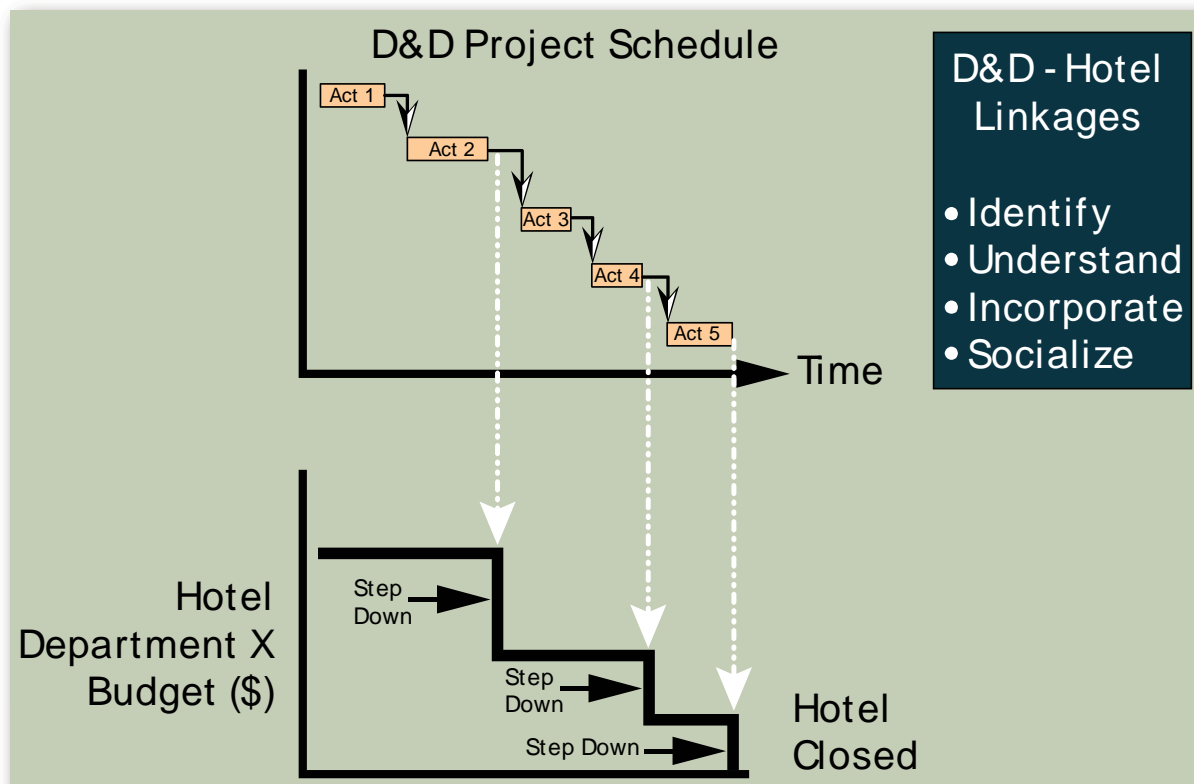 D&D Project Schedule
Act 1
Act 2
Act 3
Act 4
Act 5
Time
D&D - Hotel
Linkages
• Identify
• Understand
• Incorporate
• Socialize
Hotel
Department X
Budget ($)
Step
Down
Step
Down
Step Down
Hotel
Closed